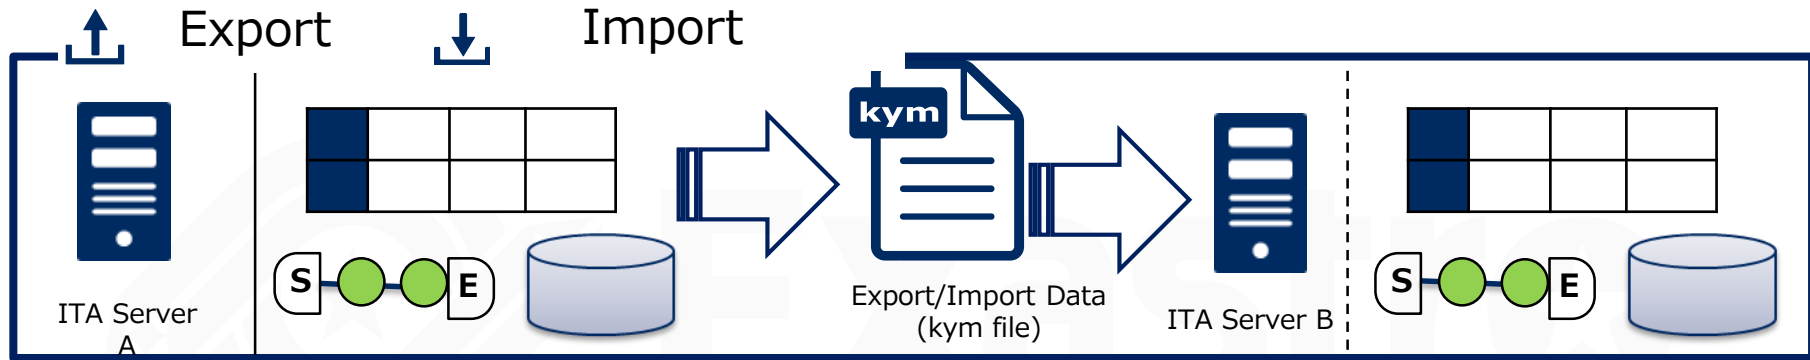 Export
Import
kym
S
E
ITA Server
A
Export/Import Data
(kym file)
ITA Server B
S
E